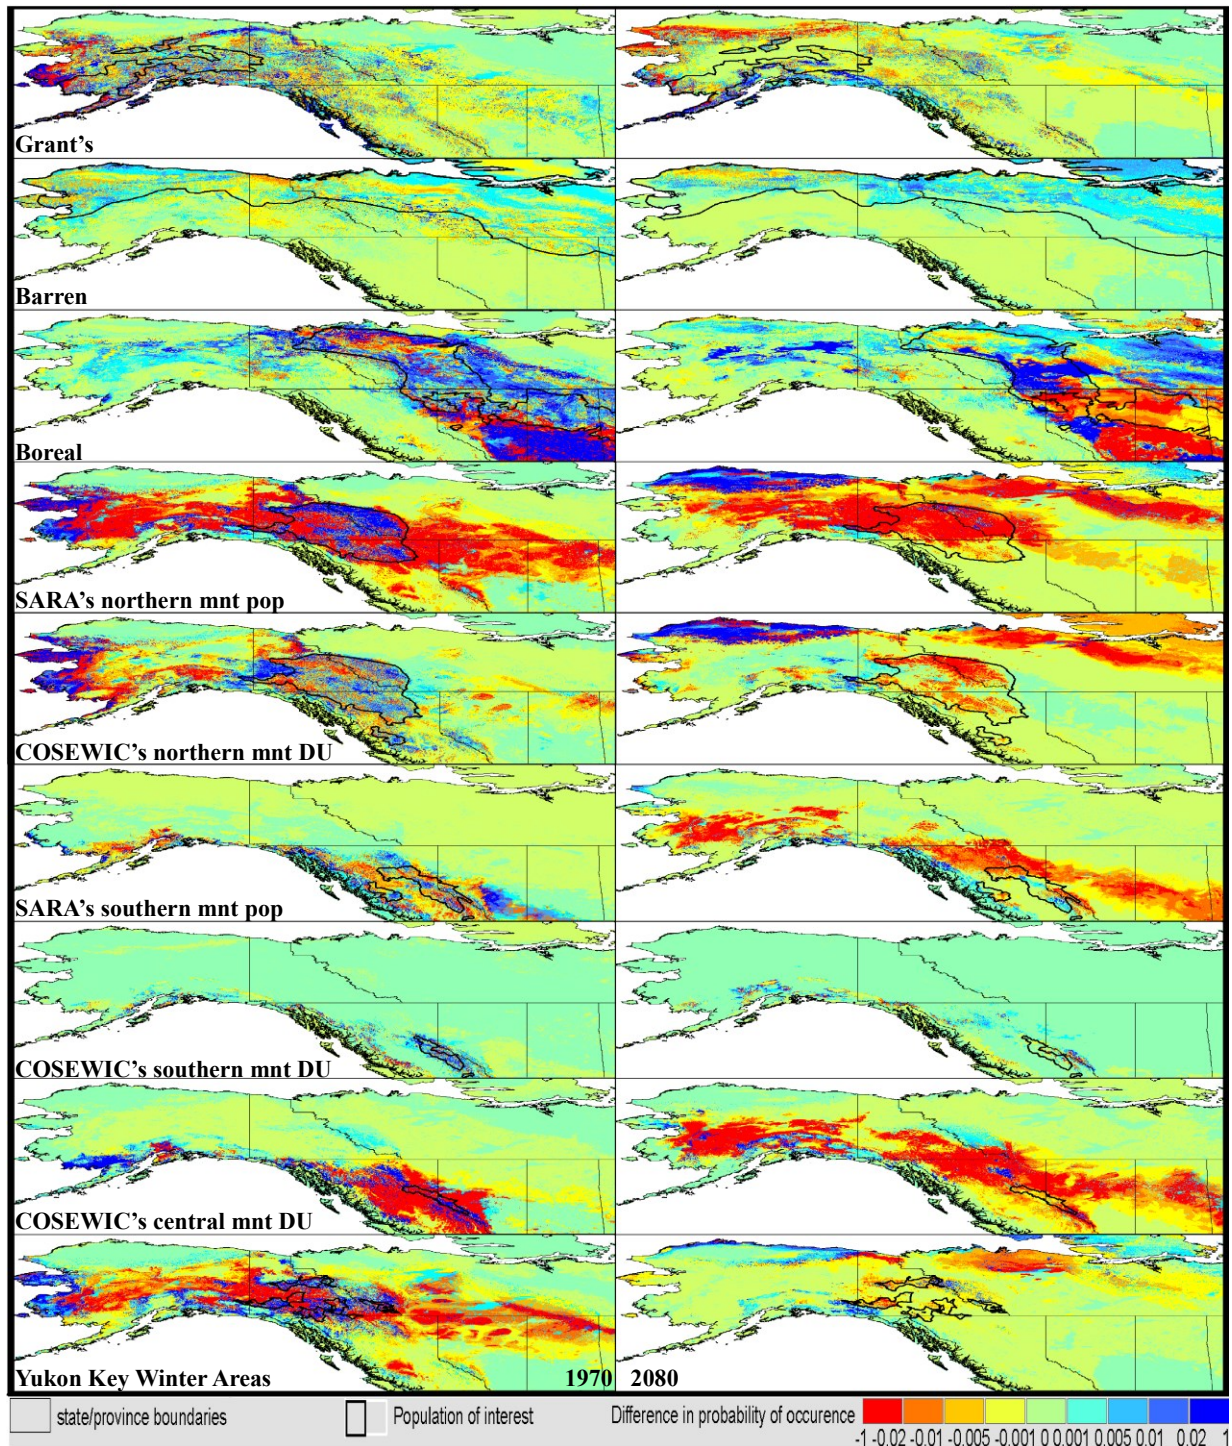 Grant's
Barren
Boreal
SARA's northern mnt pop
COSEWIC's northern mnt DU
SARA's southern mnt pop
COSEWIC's southern mnt DU
COSEWIC's central mnt DU
Yukon Key Winter Areas 1970 2080
state/province boundaries Population of interest Difference in probability of occurence
-1 -0.02 -0.01 -0.005 -0.001 0 0.001 0.005 0.01 0.02 1